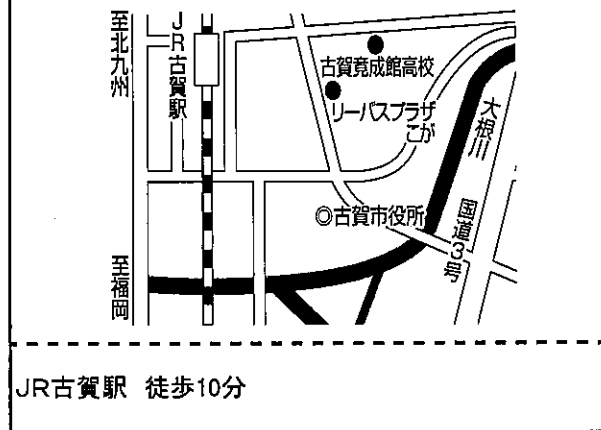 至北九州
JR古賀駅
古賀竟成館高校
リーパスプラザ
こが
大根川
国道3号
◎古賀市役所
至福岡
JR古賀駅 徒歩10分